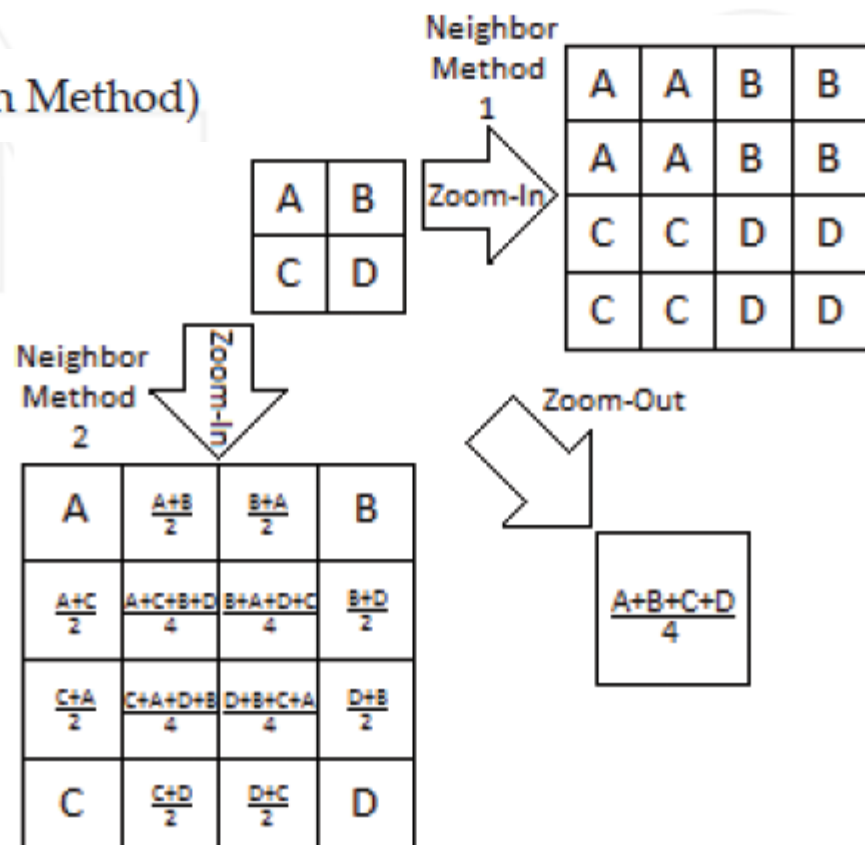 n Method)
Neighbor
Method
1
A A B B
A A B B
C C D D
C C D D
Zoom-In
A B
C D
Neighbor
Method
2
Zoom-In
Zoom-Out
A A+B/2 B+A/2 B
A+C/2 A+C+B+D/4 B+A+D+C/4 B+D/2
C+A/2 C+A+D+B/4 D+B+C+A/4 D+B/2
C C+D/2 D+C/2 D
A+B+C+D
4